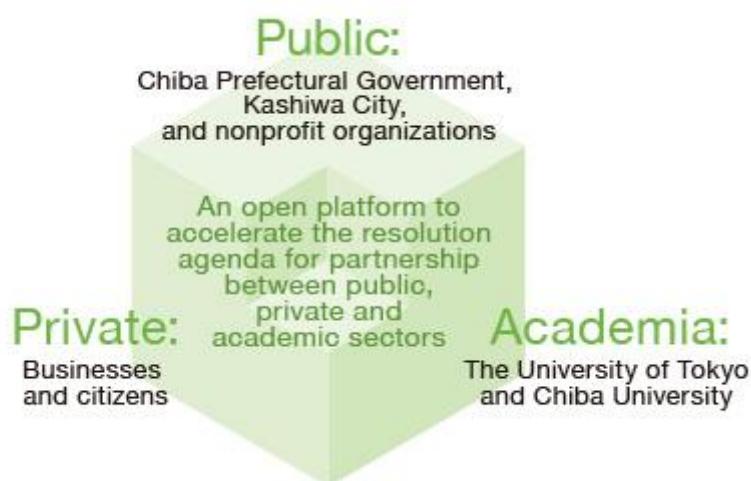 Public:
Chiba Prefectural Government,
Kashiwa City,
and nonprofit organizations
An open platform to
accelerate the resolution
agenda for partnership
between public,
private and
academic sectors
Private:
Businesses
and citizens
Academia:
The University of Tokyo
and Chiba University